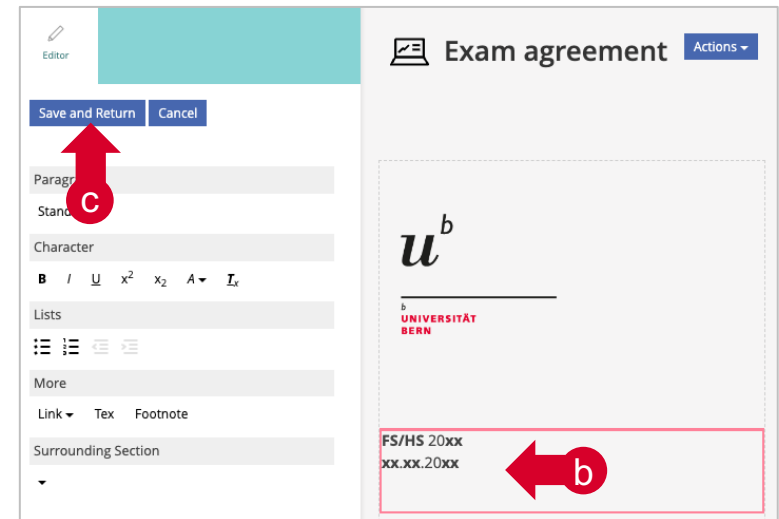 Editor
Save and Return Cancel
Paragr
Stand
Character
B I U x² x₂ A Tx
Lists
More
Link Tex Footnote
Surrounding Section
c
Exam agreement Actions
u b
b
UNIVERSITÄT
BERN
FS/HS 20xx
xx.xx.20xx
b